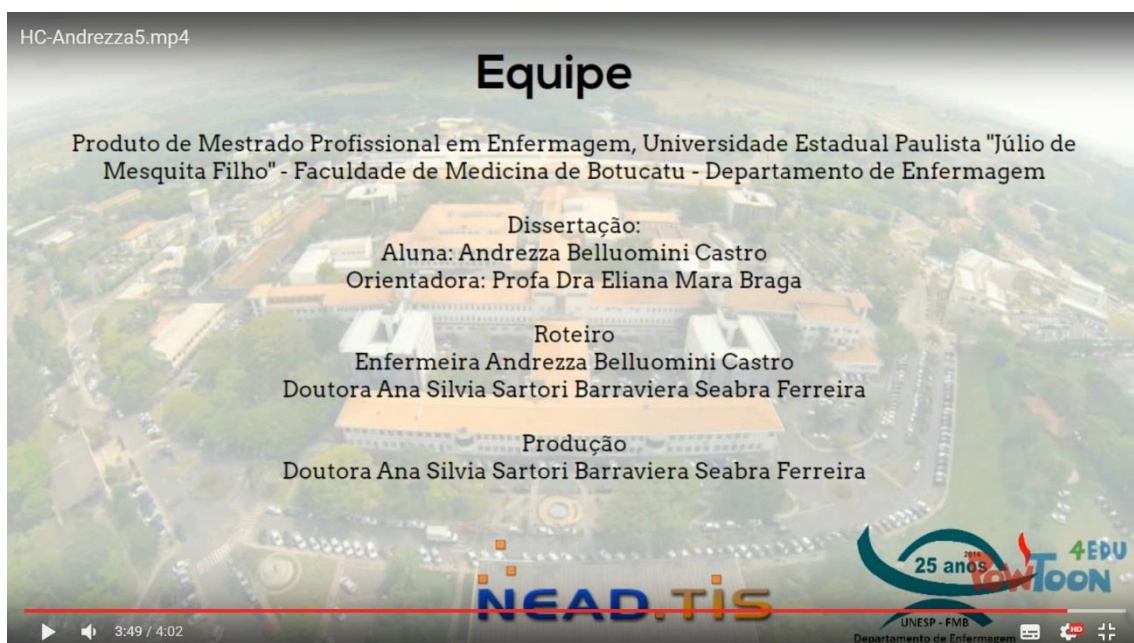 HC-Andrezza5.mp4
Equipe
Produto de Mestrado Profissional em Enfermagem, Universidade Estadual Paulista "Júlio de
Mesquita Filho" - Faculdade de Medicina de Botucatu - Departamento de Enfermagem
Dissertação:
Aluna: Andrezza Belluomini Castro
Orientadora: Profa Dra Eliana Mara Braga
Roteiro
Enfermeira Andrezza Belluomini Castro
Doutora Ana Silvia Sartori Barraviera Seabra Ferreira
Produção
Doutora Ana Silvia Sartori Barraviera Seabra Ferreira
NEAD.TIS
25 anos
UNESP - FMB
Departamento de Enfermagem
POWTOON
4EDU
3:49 / 4:02
HD